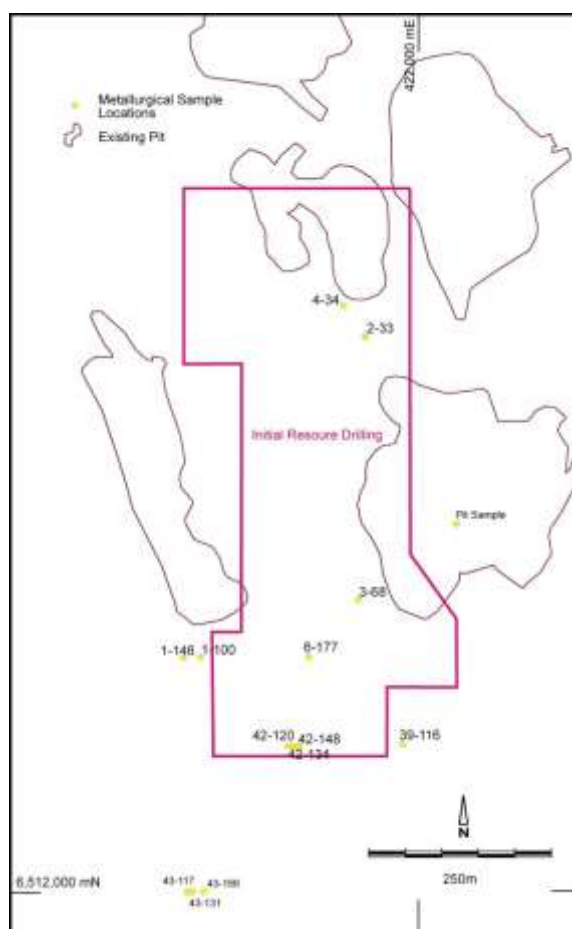 422,000 mE
Metallurgical Sample
Locations
Existing Pit
4-34
2-33
Initial Resoure Drilling
Pit Sample
3-68
1-146
1-100
6-177
42-120
42-148
42-134
39-116
N
250m
6,512,000 mN
43-117
43-131